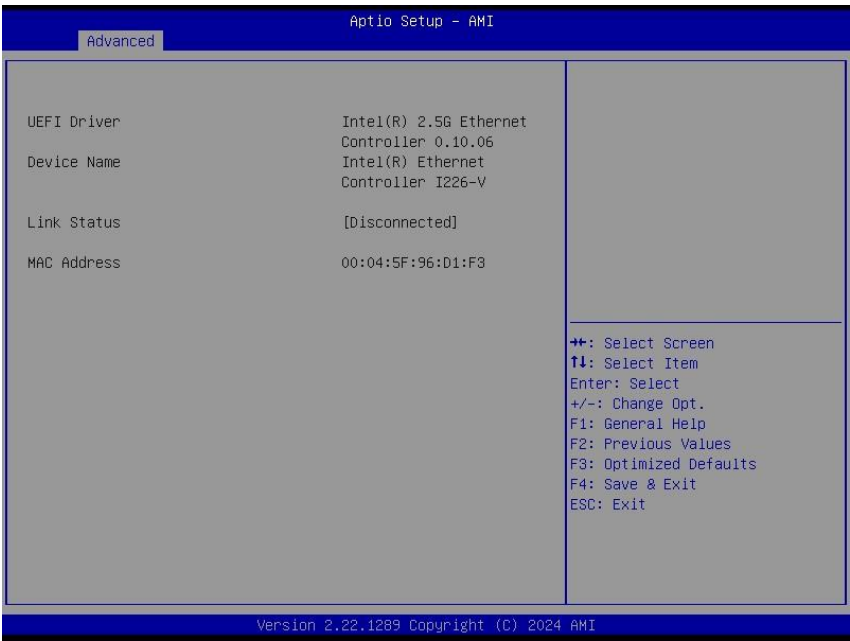 Aptio Setup - AMI
Advanced
UEFI Driver Intel(R) 2.5G Ethernet
Controller 0.10.06
Device Name Intel(R) Ethernet
Controller I226-V
Link Status [Disconnected]
MAC Address 00:04:5F:96:D1:F3
→←: Select Screen
↑↓: Select Item
Enter: Select
+/-: Change Opt.
F1: General Help
F2: Previous Values
F3: Optimized Defaults
F4: Save & Exit
ESC: Exit
Version 2.22.1289 Copyright (C) 2024 AMI